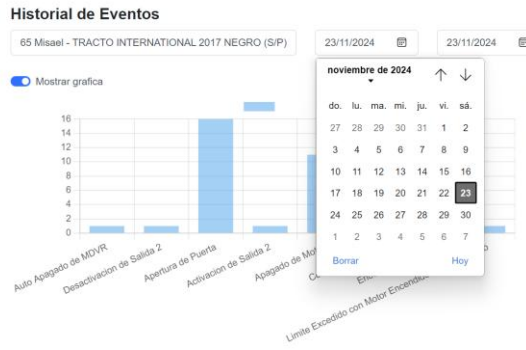 Historial de Eventos
65 Misael - TRACTO INTERNATIONAL 2017 NEGRO (S/P)
23/11/2024
23/11/2024
Mostrar grafica
noviembre de 2024
do. lu. ma. mi. ju. vi. sá.
27 28 29 30 31 1 2
3 4 5 6 7 8 9
10 11 12 13 14 15 16
17 18 19 20 21 22 23
24 25 26 27 28 29 30
1 2 3 4 5 6 7
Borrar Hoy
16
14
12
10
8
6
4
2
0
Auto Apagado de MDVR
Desactivacion de Salida 2
Apertura de Puerta
Activacion de Salida 2
Apagado de
Limite Excedido con Motor Encendido